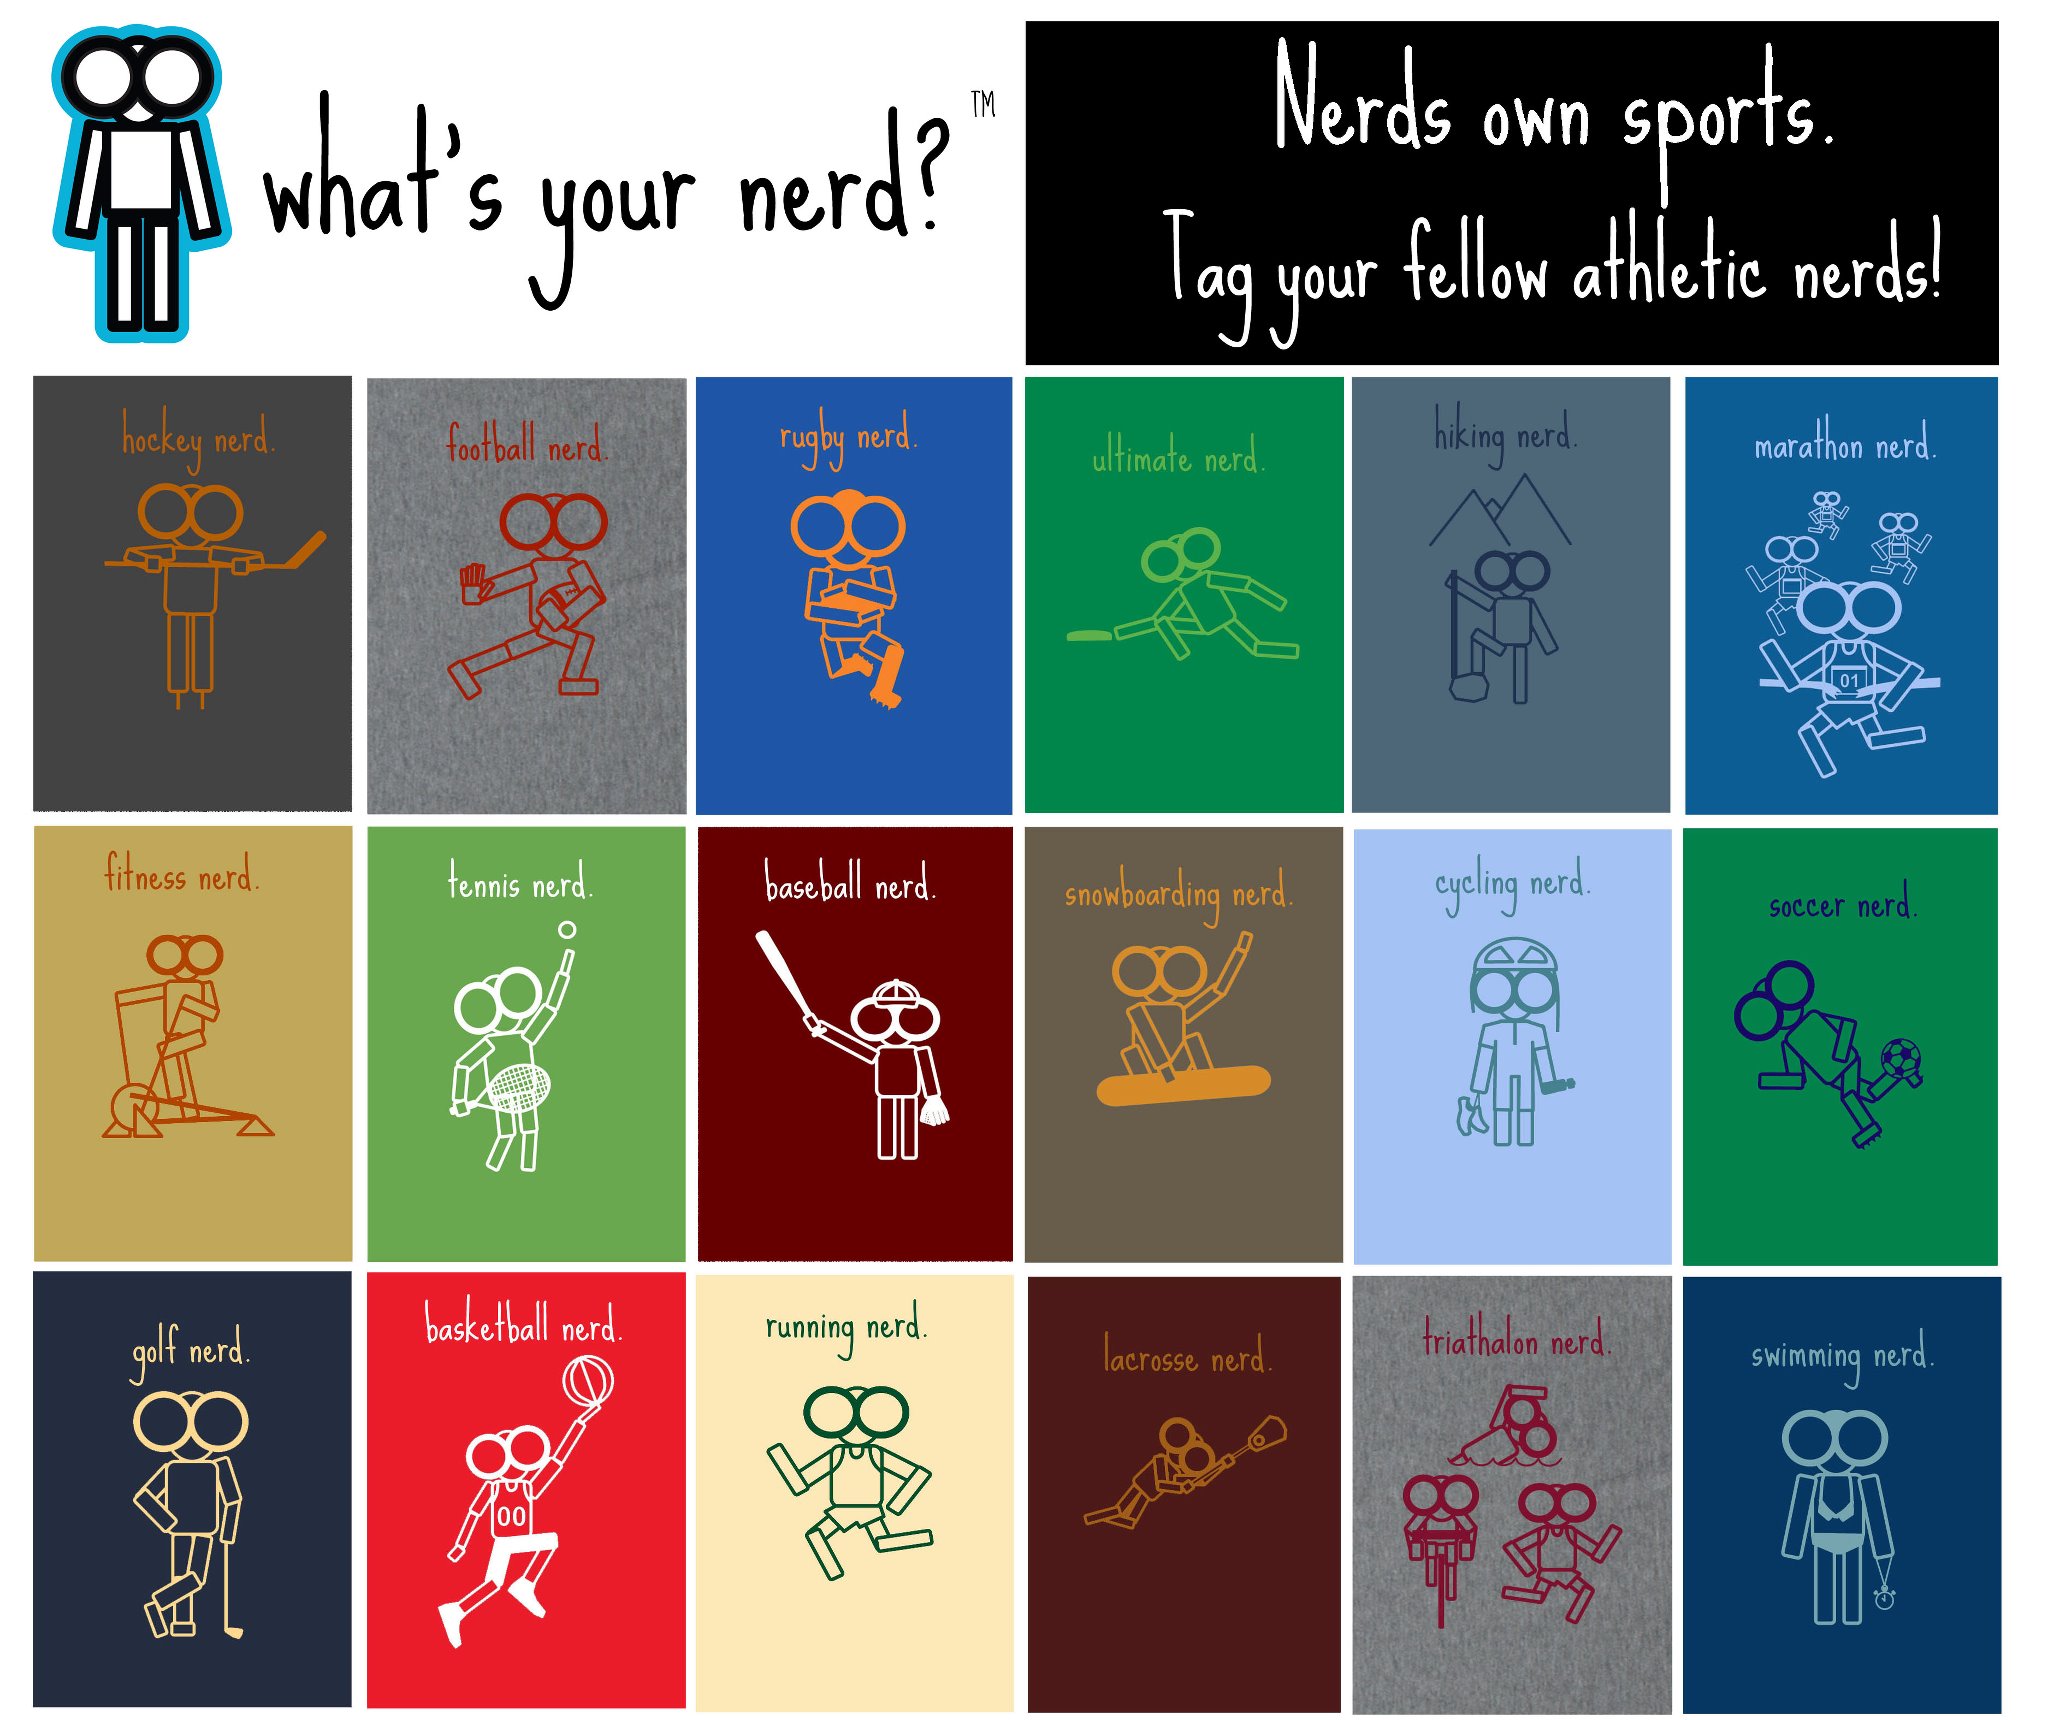 what's your nerd?™
Nerds own sports.
Tag your fellow athletic nerds!
hockey nerd.
football nerd.
rugby nerd.
ultimate nerd.
hiking nerd.
marathon nerd.
01
fitness nerd.
tennis nerd.
baseball nerd.
snowboarding nerd.
cycling nerd.
soccer nerd.
golf nerd.
basketball nerd.
00
running nerd.
lacrosse nerd.
triathalon nerd.
swimming nerd.